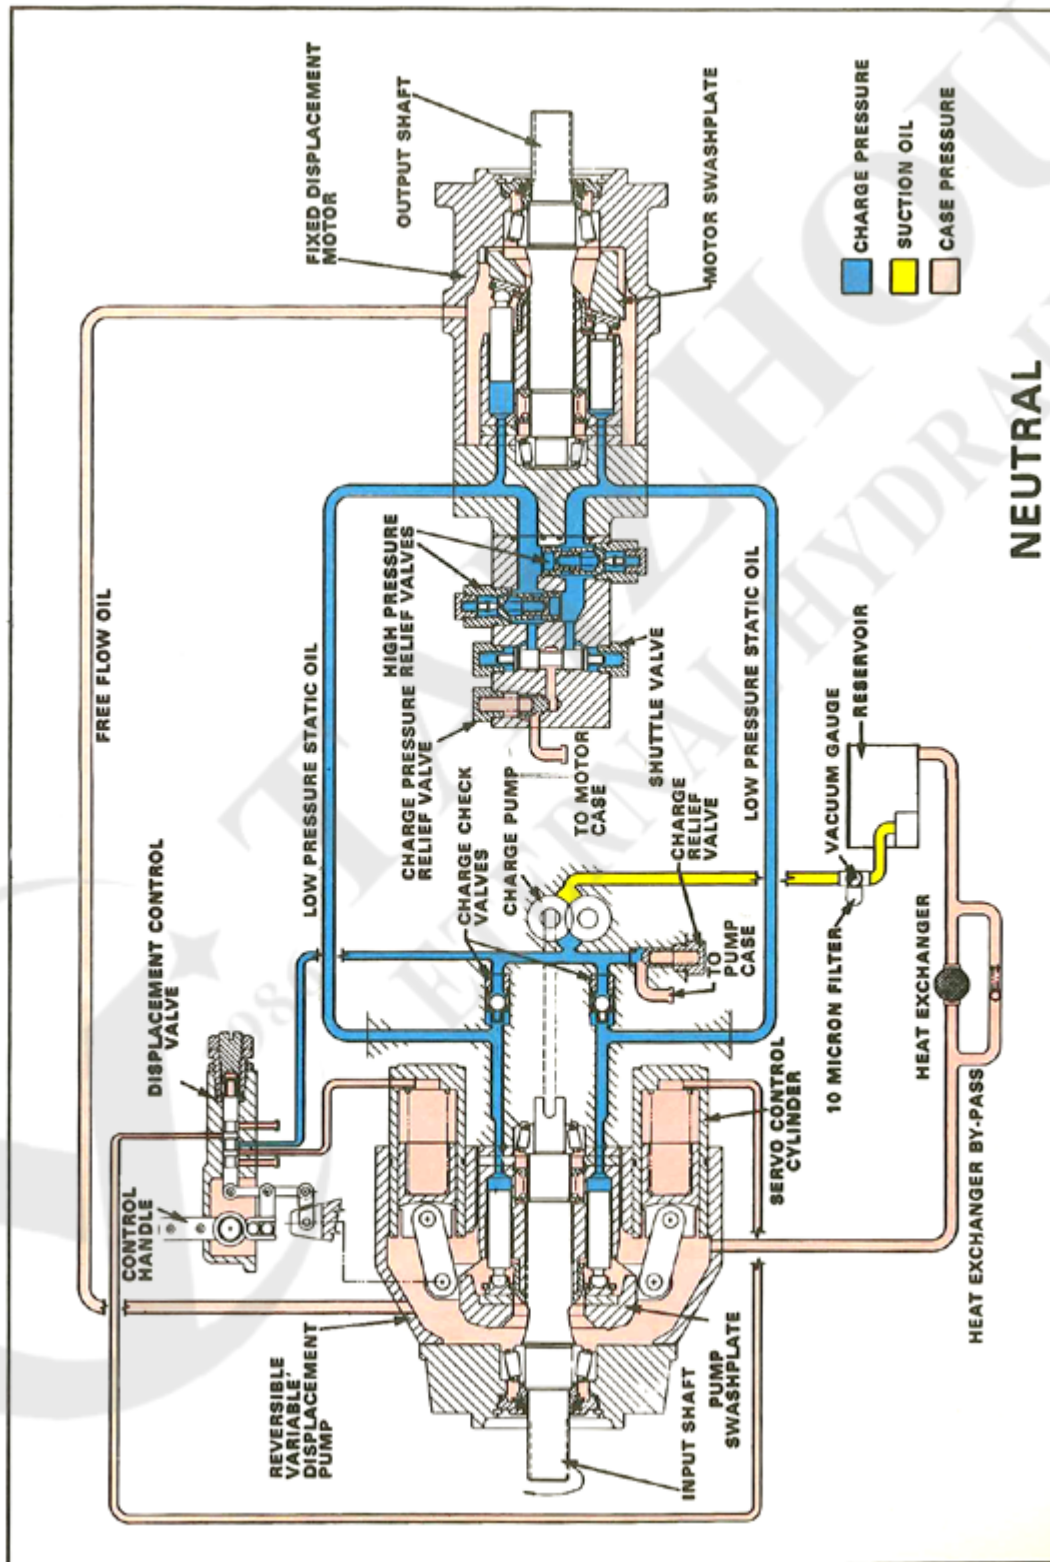 FREE FLOW OIL
FIXED DISPLACEMENT
MOTOR
OUTPUT SHAFT
MOTOR SWASHPLATE
CHARGE PRESSURE
SUCTION OIL
CASE PRESSURE
NEUTRAL
LOW PRESSURE STATIC OIL
HIGH PRESSURE
RELIEF VALVES
CHARGE PRESSURE
RELIEF VALVE
CHARGE CHECK
VALVES
CHARGE PUMP
TO MOTOR
CASE
SHUTTLE VALVE
CHARGE
RELIEF
VALVE
TO
PUMP
CASE
LOW PRESSURE STATIC OIL
RESERVOIR
VACUUM GAUGE
10 MICRON FILTER
HEAT EXCHANGER
HEAT EXCHANGER BY-PASS
DISPLACEMENT CONTROL
VALVE
CONTROL
HANDLE
REVERSIBLE
VARIABLE'
DISPLACEMENT
PUMP
INPUT SHAFT
PUMP
SWASHPLATE
SERVO CONTROL
CYLINDER